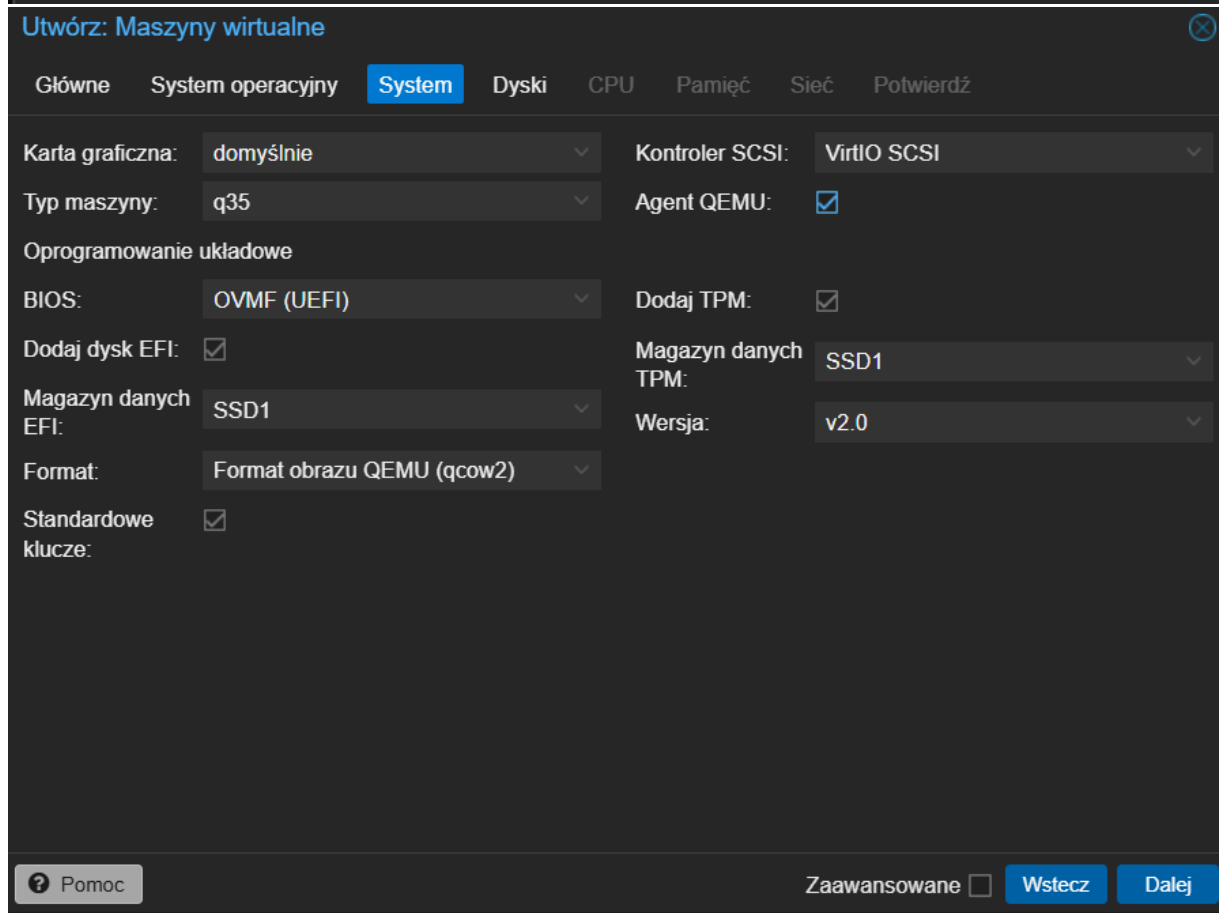 Utwórz: Maszyny wirtualne
Główne System operacyjny System Dyski CPU Pamięć Sieć Potwierdź
Karta graficzna: domyślnie Kontroler SCSI: VirtIO SCSI
Typ maszyny: q35 Agent QEMU:
Oprogramowanie układowe
BIOS: OVMF (UEFI) Dodaj TPM:
Dodaj dysk EFI:
Magazyn danych TPM: SSD1
Magazyn danych EFI: SSD1
Wersja: v2.0
Format: Format obrazu QEMU (qcow2)
Standardowe
klucze:
Pomoc Zaawansowane Wstecz Dalej